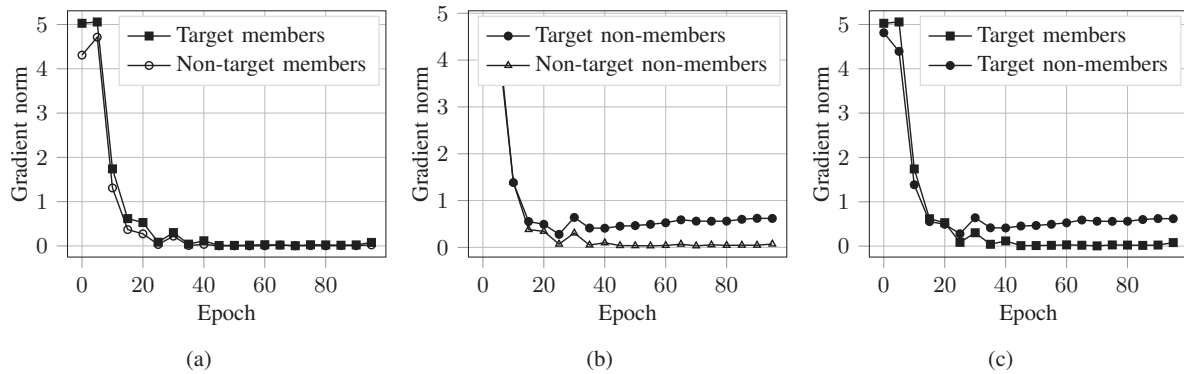 5
4
3
2
1
0
Gradient norm
0 20 40 60 80
Epoch
Target members
Non-target members
(a)
5
4
3
2
1
0
Gradient norm
0 20 40 60 80
Epoch
Target non-members
Non-target non-members
(b)
5
4
3
2
1
0
Gradient norm
0 20 40 60 80
Epoch
Target members
Target non-members
(c)